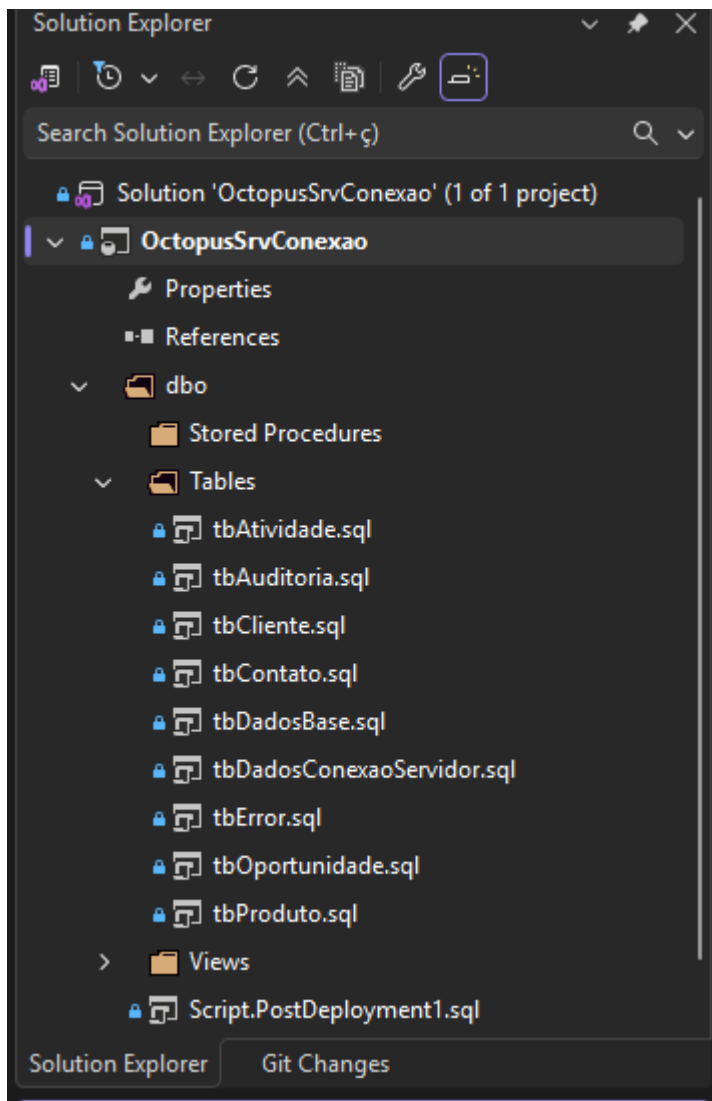 Solution Explorer
Search Solution Explorer (Ctrl+ç)
Solution 'OctopusSrvConexao' (1 of 1 project)
OctopusSrvConexao
Properties
References
dbo
Stored Procedures
Tables
tbAtividade.sql
tbAuditoria.sql
tbCliente.sql
tbContato.sql
tbDadosBase.sql
tbDadosConexaoServidor.sql
tbError.sql
tbOportunidade.sql
tbProduto.sql
Views
Script.PostDeployment1.sql
Solution Explorer Git Changes